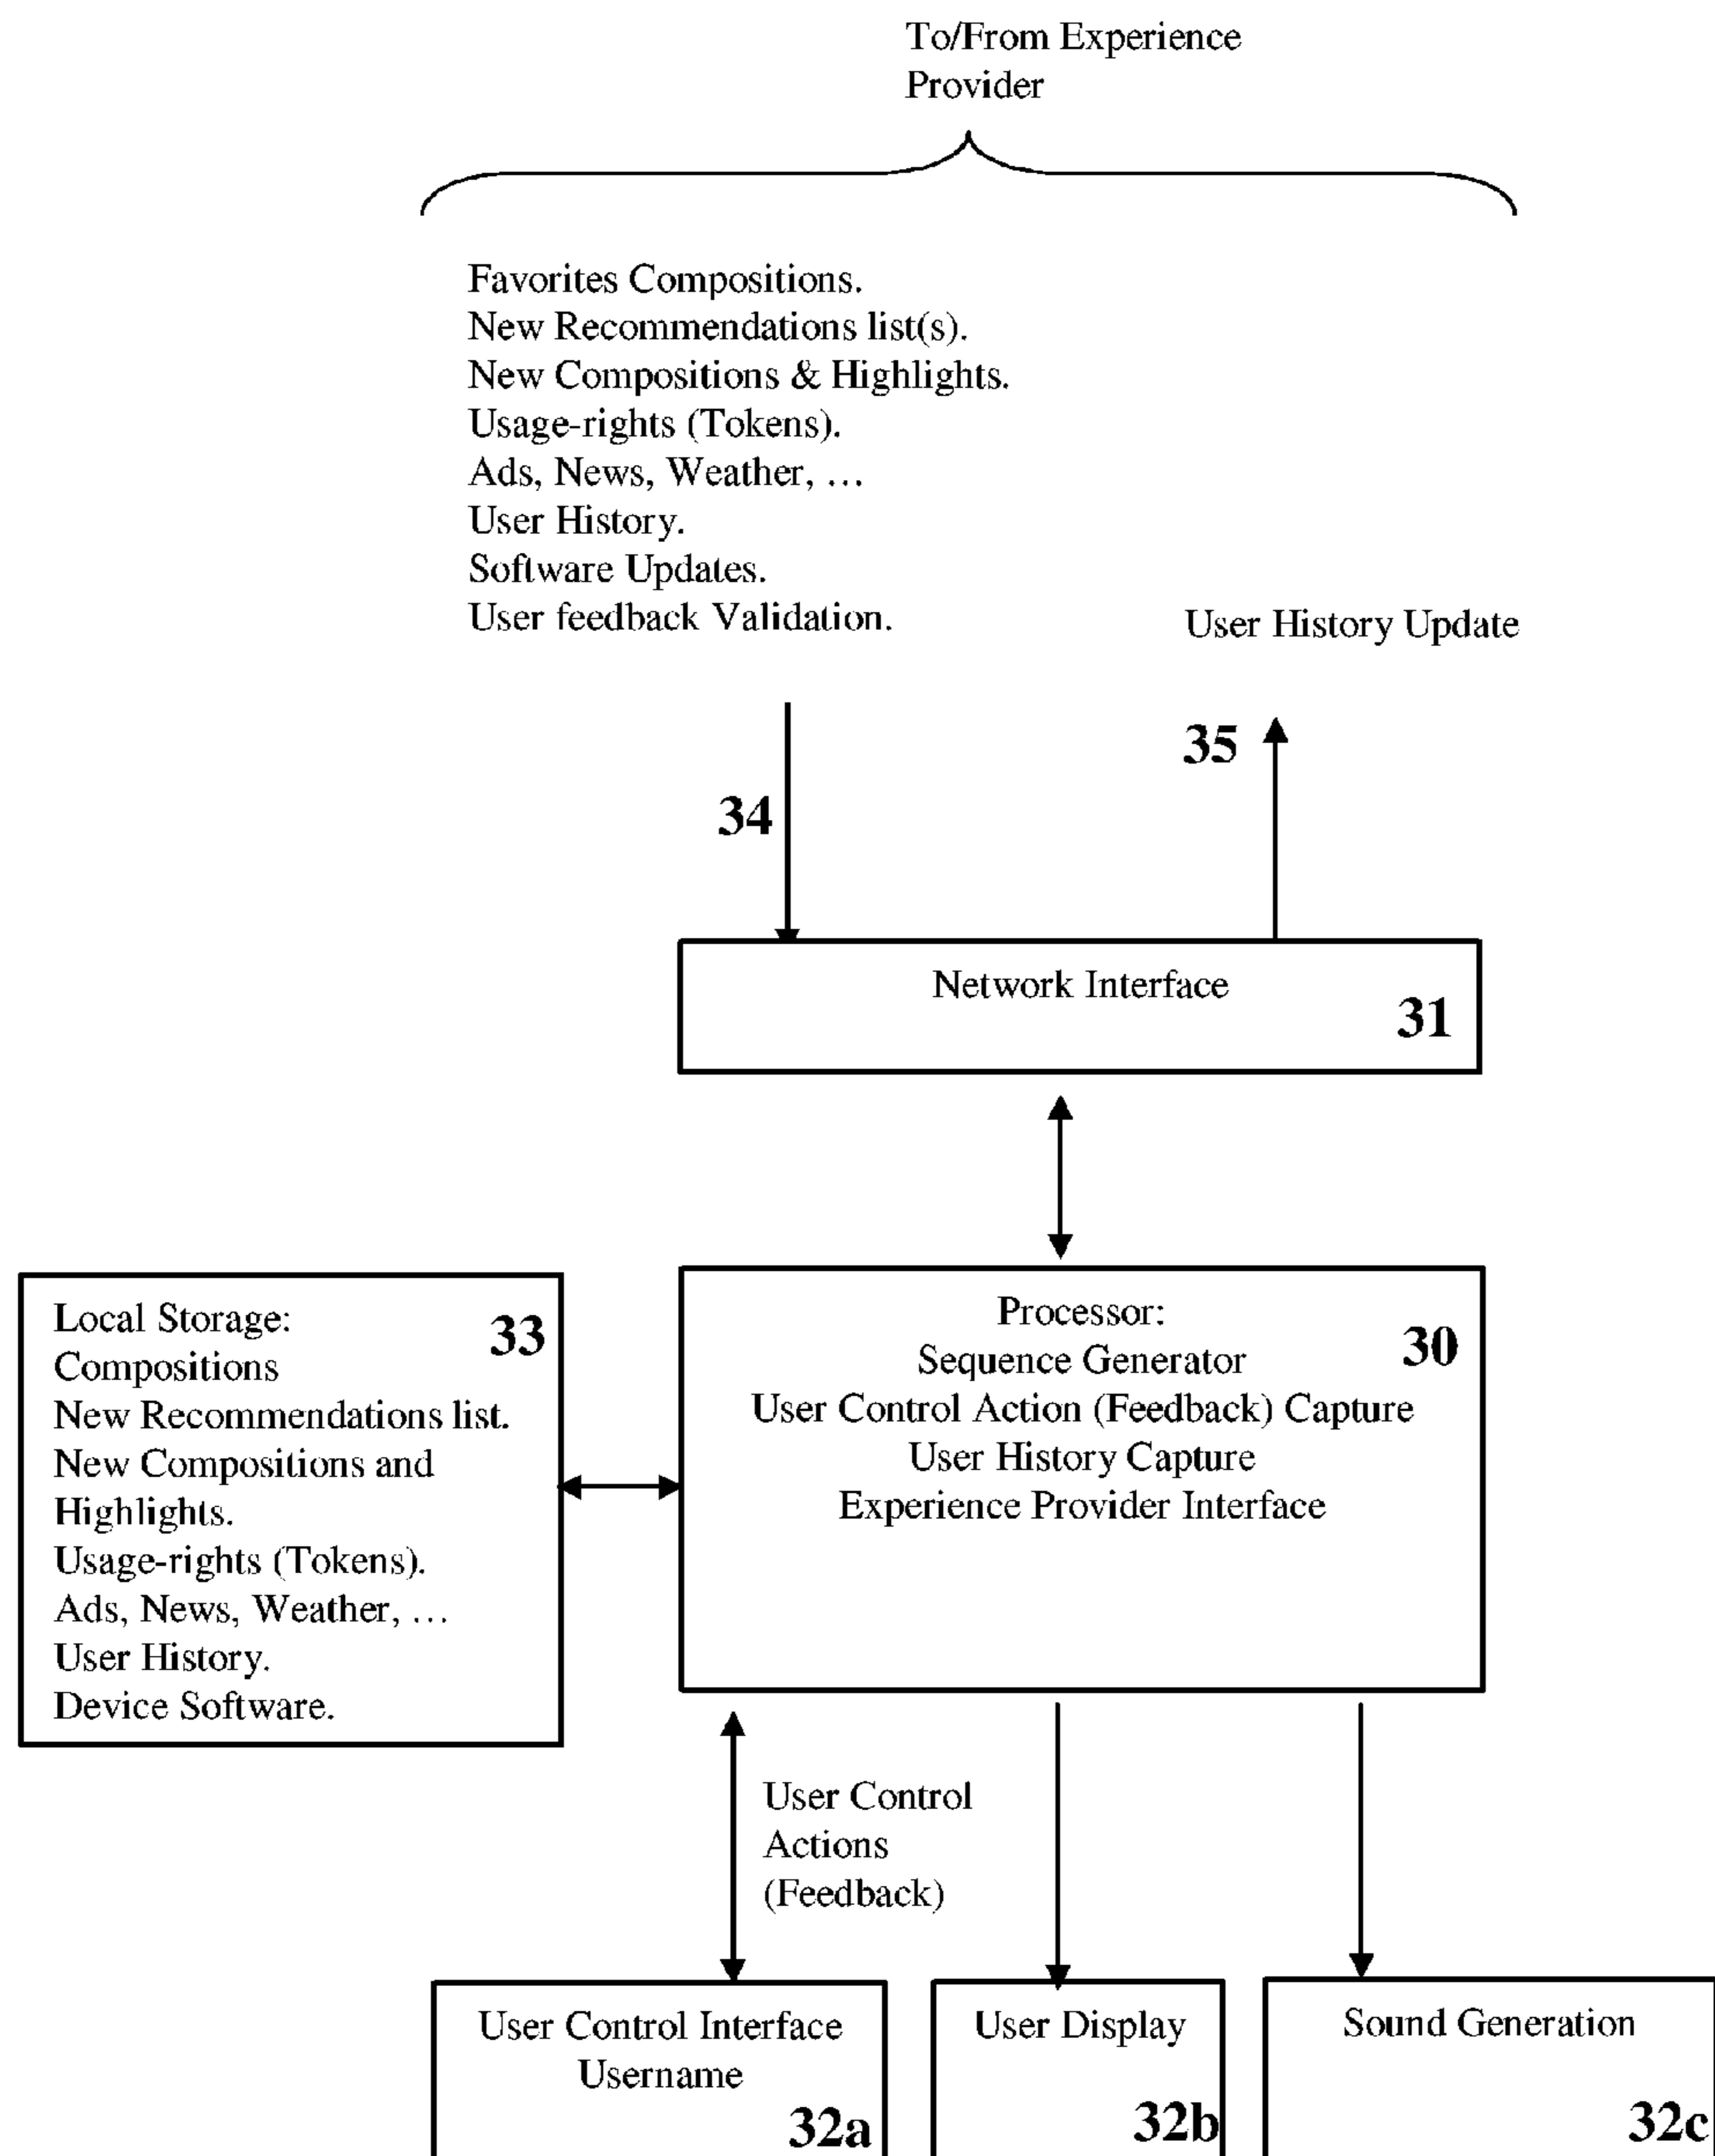 To/From Experience
Provider
Favorites Compositions.
New Recommendations list(s).
New Compositions & Highlights.
Usage-rights (Tokens).
Ads, News, Weather, …
User History.
Software Updates.
User feedback Validation.
User History Update
35
34
Network Interface
31
Local Storage:
33
Compositions
New Recommendations list.
New Compositions and
Highlights.
Usage-rights (Tokens).
Ads, News, Weather, …
User History.
Device Software.
Processor:
30
Sequence Generator
User Control Action (Feedback) Capture
User History Capture
Experience Provider Interface
User Control
Actions
(Feedback)
User Control Interface
Username
32a
User Display
32b
Sound Generation
32c